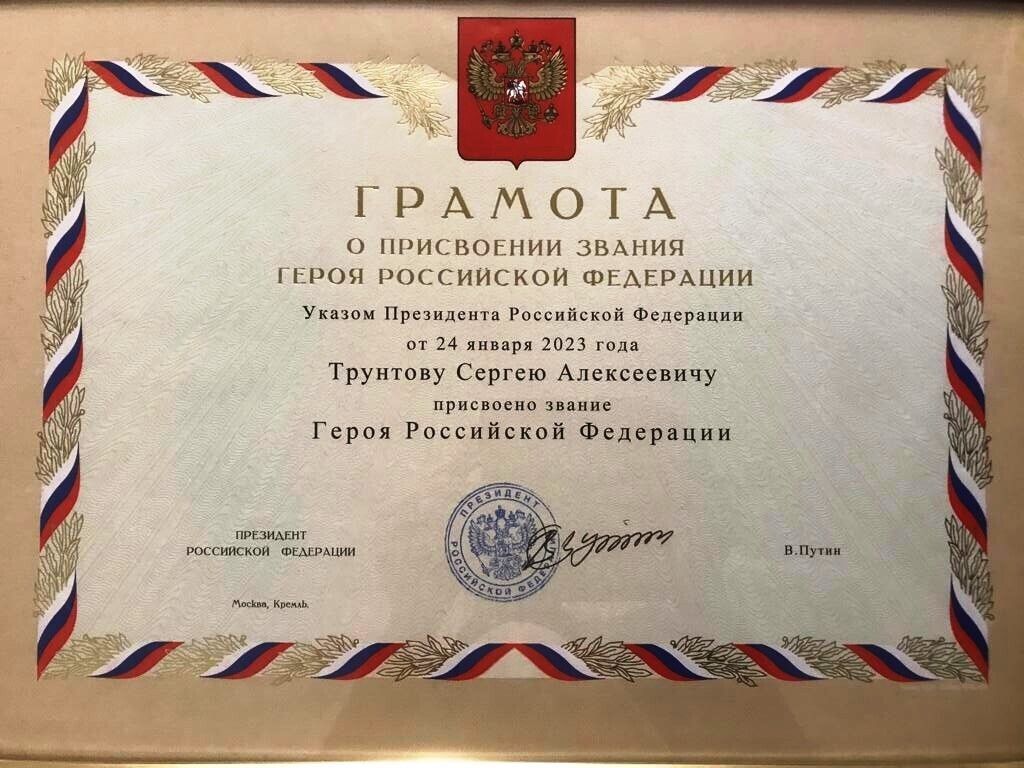 ГРАМОТА
О ПРИСВОЕНИИ ЗВАНИЯ
ГЕРОЯ РОССИЙСКОЙ ФЕДЕРАЦИИ
Указом Президента Российской Федерации
от 24 января 2023 года
Трунтову Сергею Алексеевичу
присвоено звание
Героя Российской Федерации
ПРЕЗИДЕНТ
РОССИЙСКОЙ ФЕДЕРАЦИИ
ПРЕЗИДЕНТ
РОССИЙСКОЙ ФЕДЕ
В.Путин
Москва, Кремль.